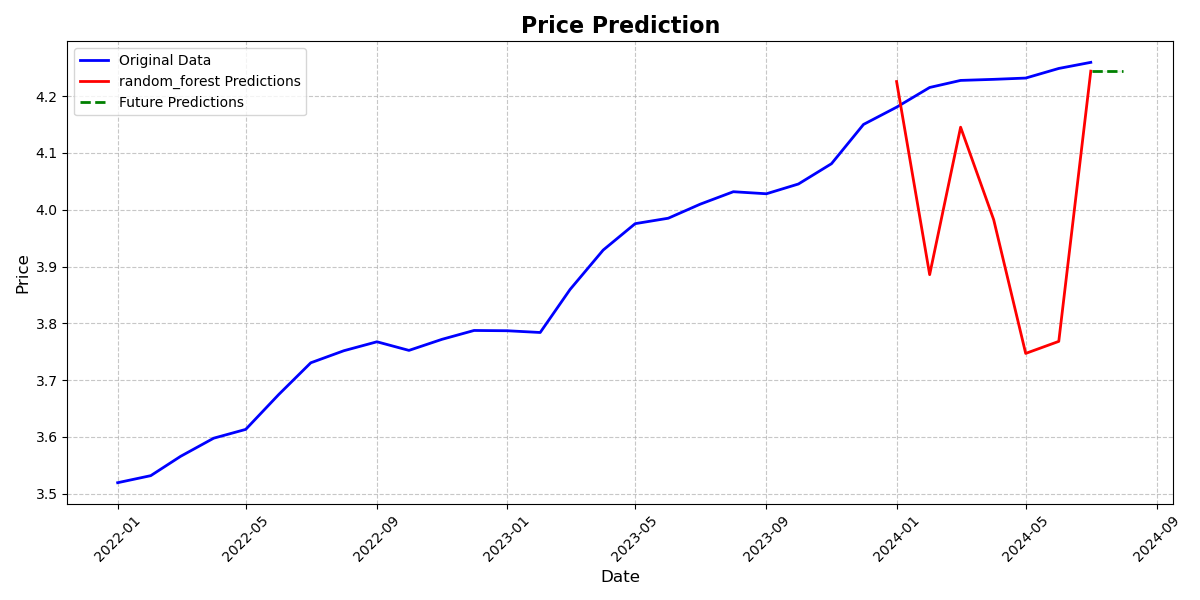 Price Prediction
Original Data
random_forest Predictions
Future Predictions
Price
4.2
4.1
4.0
3.9
3.8
3.7
3.6
3.5
2022-01
2022-05
2022-09
2023-01
2023-05
2023-09
2024-01
2024-05
2024-09
Date